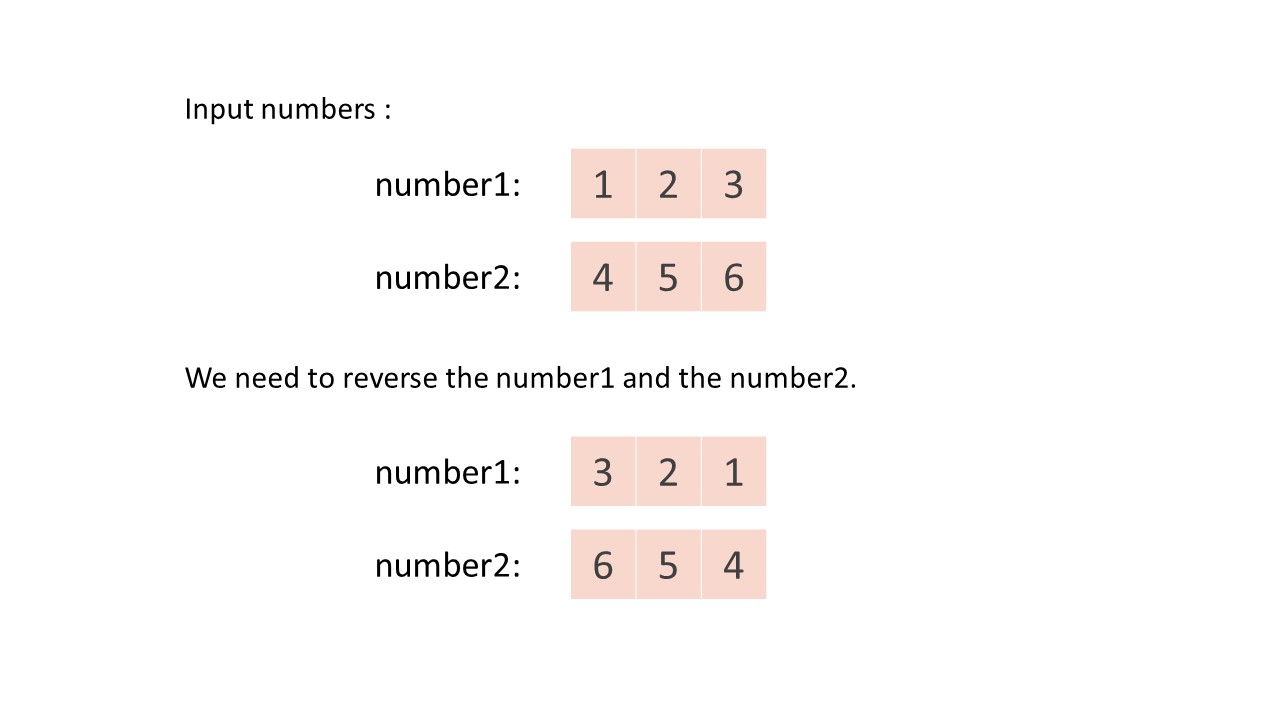 Input numbers :
number1: 1 2 3
number2: 4 5 6
We need to reverse the number1 and the number2.
number1: 3 2 1
number2: 6 5 4